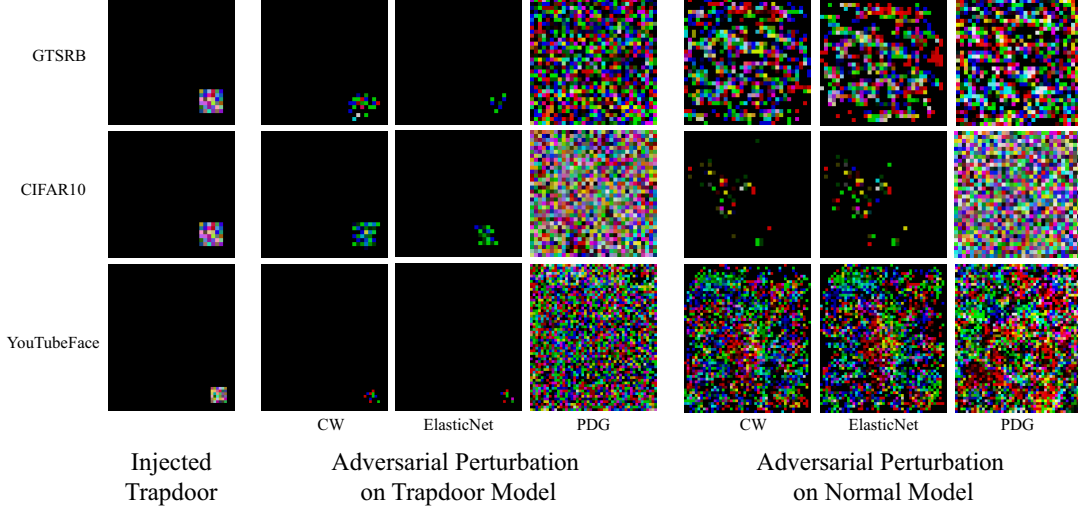 GTSRB
CIFAR10
YouTubeFace
CW ElasticNet PDG CW ElasticNet PDG
Injected Trapdoor
Adversarial Perturbation on Trapdoor Model
Adversarial Perturbation on Normal Model